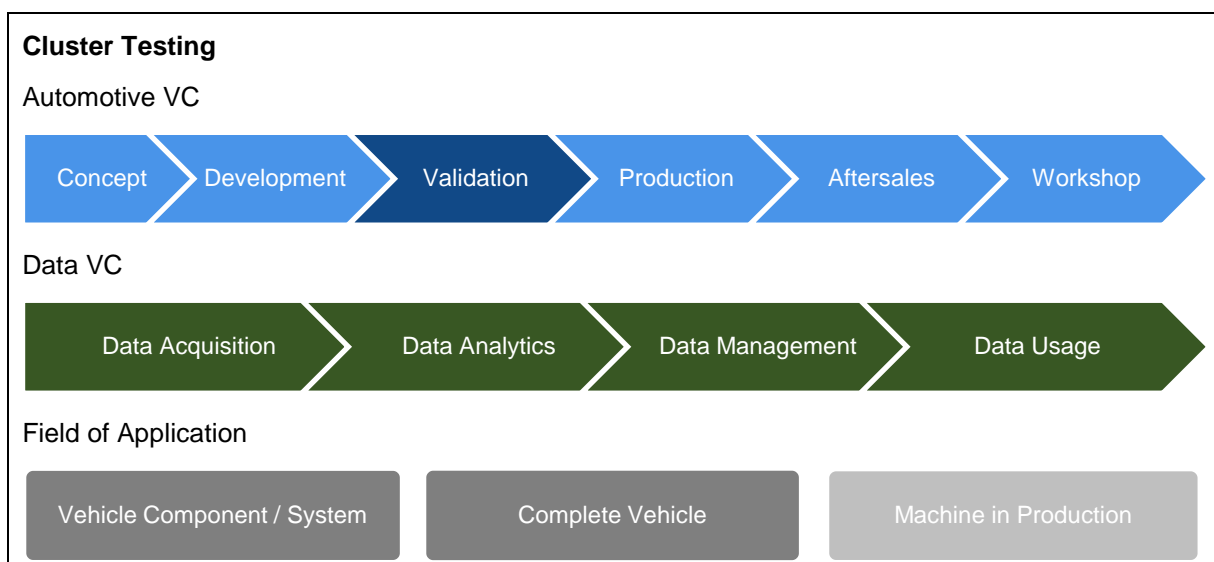 Cluster Testing
Automotive VC
Concept Development Validation Production Aftersales Workshop
Data VC
Data Acquisition Data Analytics Data Management Data Usage
Field of Application
Vehicle Component / System Complete Vehicle Machine in Production